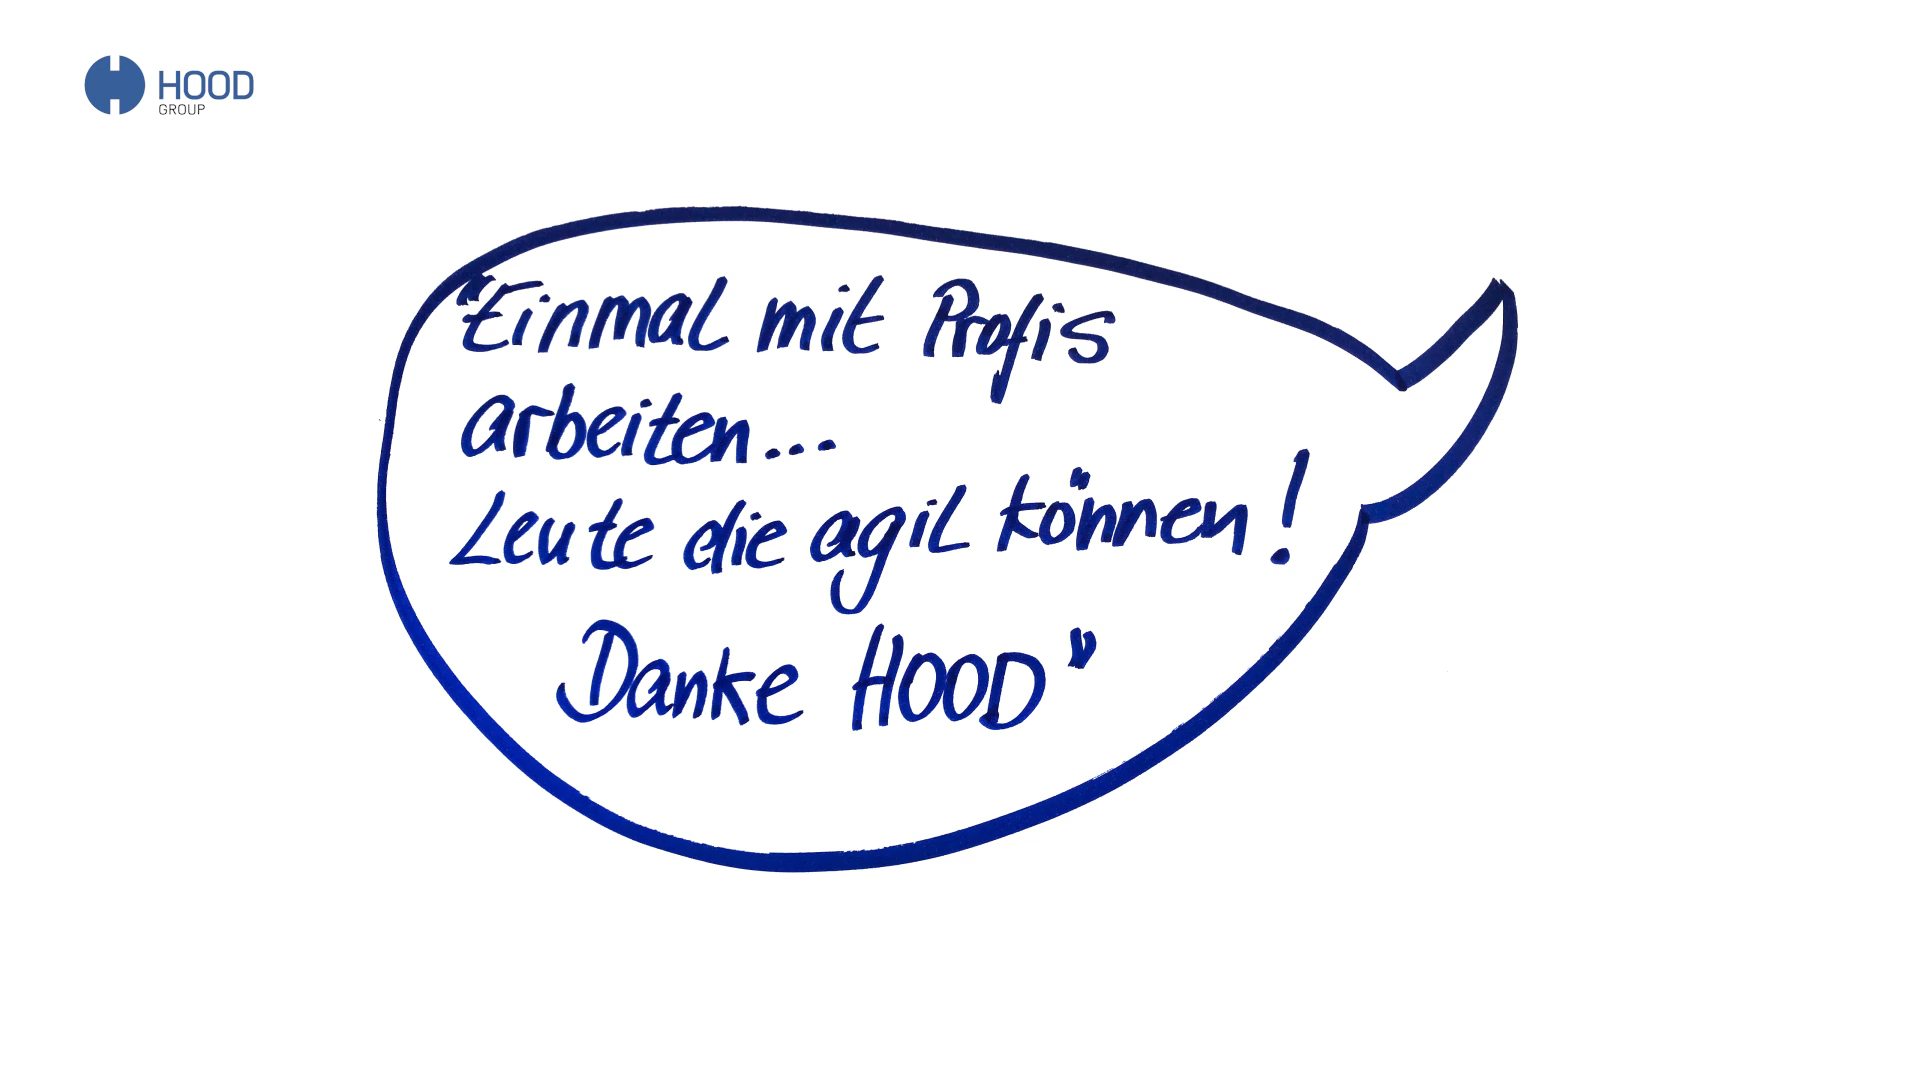 HOOD
GROUP
"Einmal mit Profis
arbeiten...
Leute die agil können!
Danke HOOD"